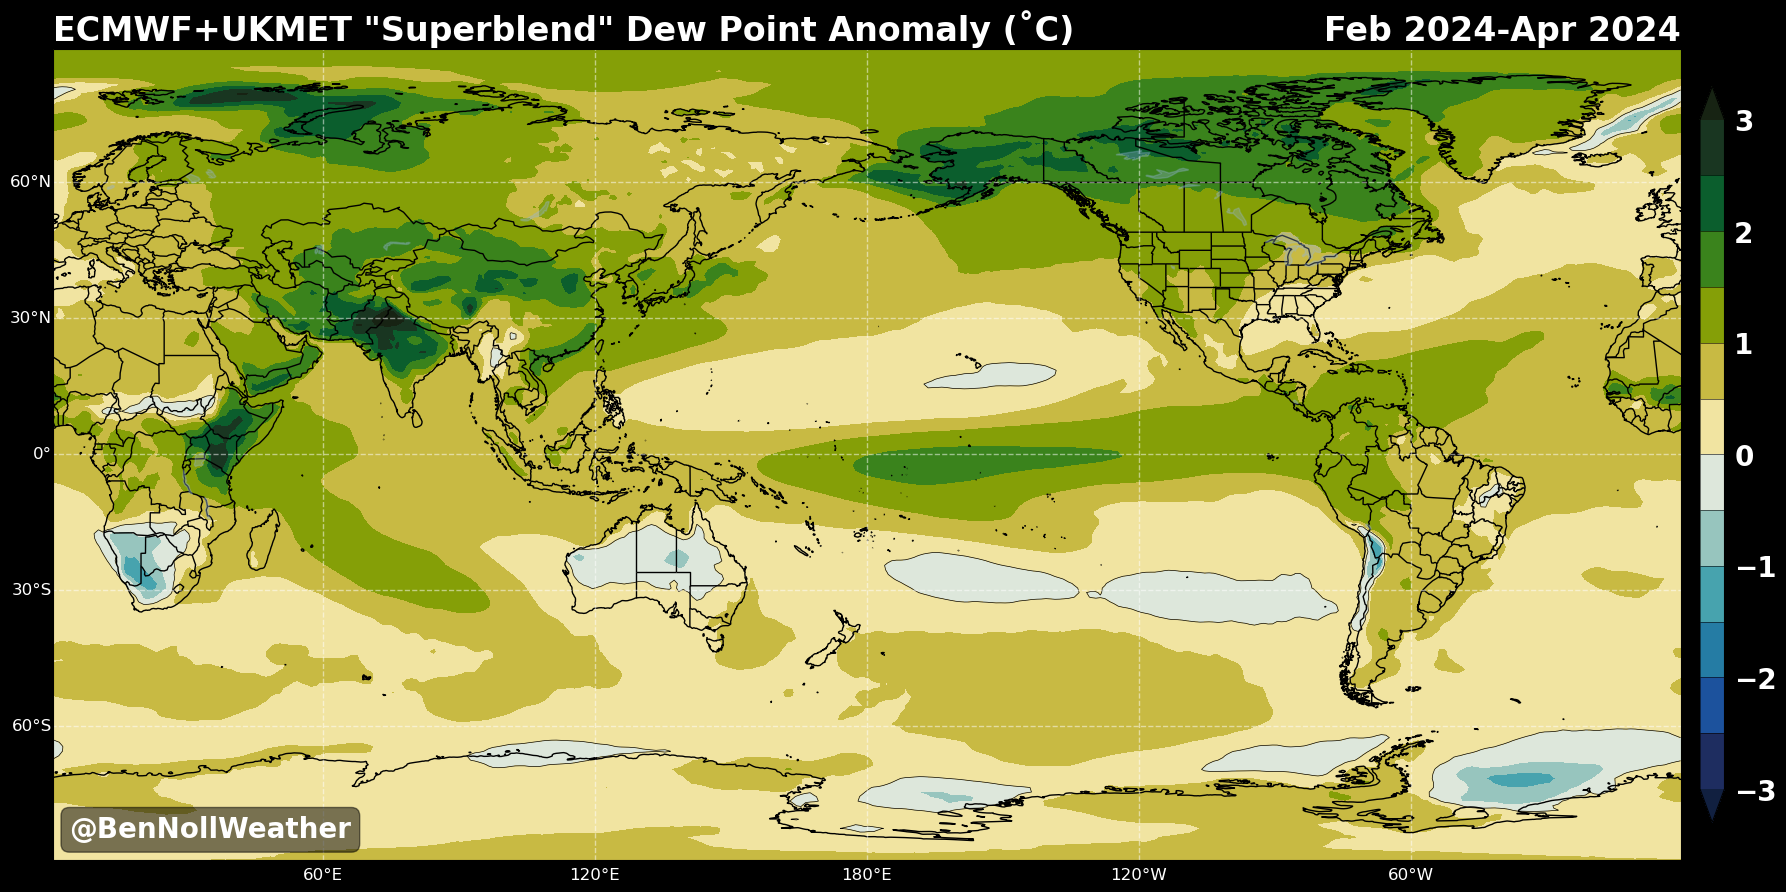 ECMWF+UKMET "Superblend" Dew Point Anomaly (˚C)
Feb 2024-Apr 2024
3
2
1
0
−1
−2
−3
60°N
30°N
0°
30°S
60°S
60°E
120°E
180°E
120°W
60°W
@BenNollWeather